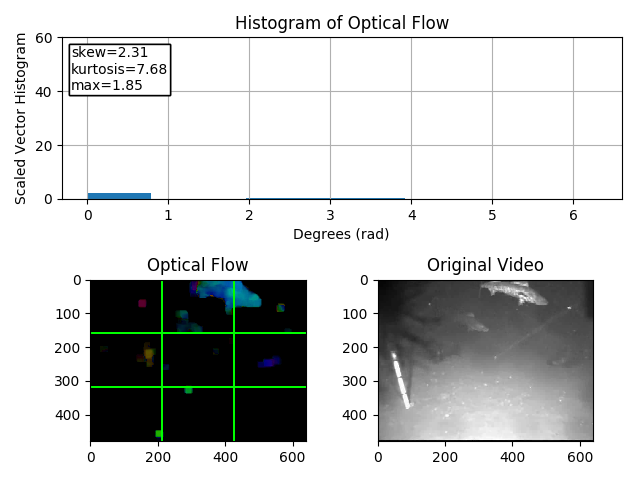 Histogram of Optical Flow
Scaled Vector Histogram
60
40
20
0
skew=2.31
kurtosis=7.68
max=1.85
0 1 2 3 4 5 6
Degrees (rad)
Optical Flow
0
100
200
300
400
0 200 400 600
Original Video
0
100
200
300
400
0 200 400 600